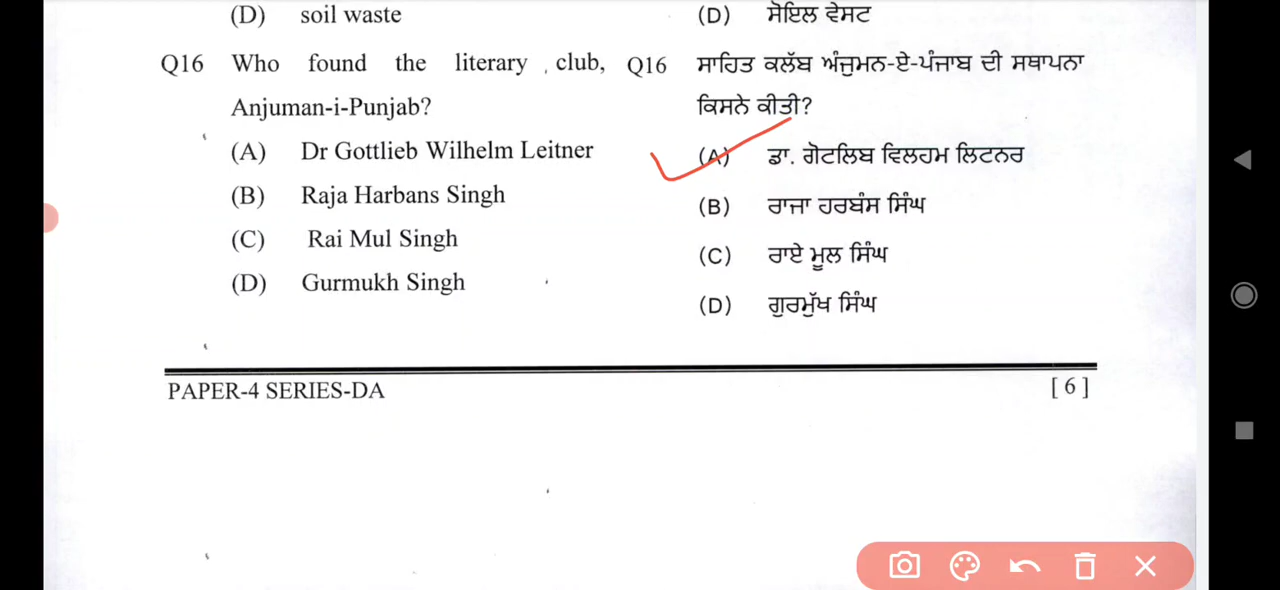 (D) soil waste
(D) ਸੋਇਲ ਵੇਸਟ
Q16 Who found the literary club,
Anjuman-i-Punjab?
(A) Dr Gottlieb Wilhelm Leitner
(B) Raja Harbans Singh
(C) Rai Mul Singh
(D) Gurmukh Singh
Q16 ਸਾਹਿਤ ਕਲੱਬ ਅੰਜੁਮਨ-ਏ-ਪੰਜਾਬ ਦੀ ਸਥਾਪਨਾ
ਕਿਸਨੇ ਕੀਤੀ?
(A) ਡਾ. ਗੋਟਲਿਬ ਵਿਲਹਮ ਲਿਟਨਰ
(B) ਰਾਜਾ ਹਰਬੰਸ ਸਿੰਘ
(C) ਰਾਏ ਮੂਲ ਸਿੰਘ
(D) ਗੁਰਮੁੱਖ ਸਿੰਘ
PAPER-4 SERIES-DA
[ 6 ]